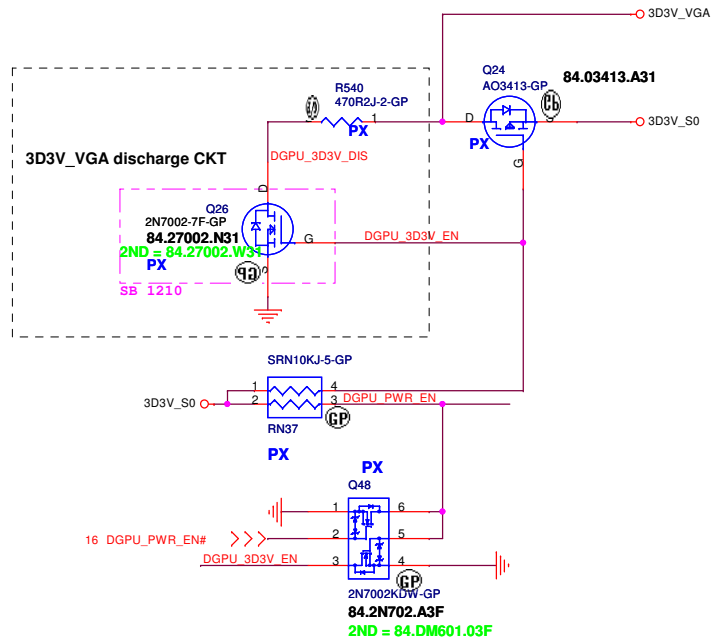 3D3V_VGA
Q24
AO3413-GP
84.03413.A31
R540
470R2J-2-GP
1
D
3D3V_S0
PX
PX
G
3D3V_VGA discharge CKT
DGPU_3D3V_DIS
D
Q26
2N7002-7F-GP
84.27002.N31
2ND = 84.27002.W31
G
DGPU_3D3V_EN
PX
GP
S
SB 1210
SRN10KJ-5-GP
1
4
3D3V_S0
2
3
DGPU_PWR_EN
GP
RN37
PX
PX
Q48
1
6
16 DGPU_PWR_EN#
2
5
DGPU_3D3V_EN
3
4
GP
2N7002KDW-GP
84.2N702.A3F
2ND = 84.DM601.03F